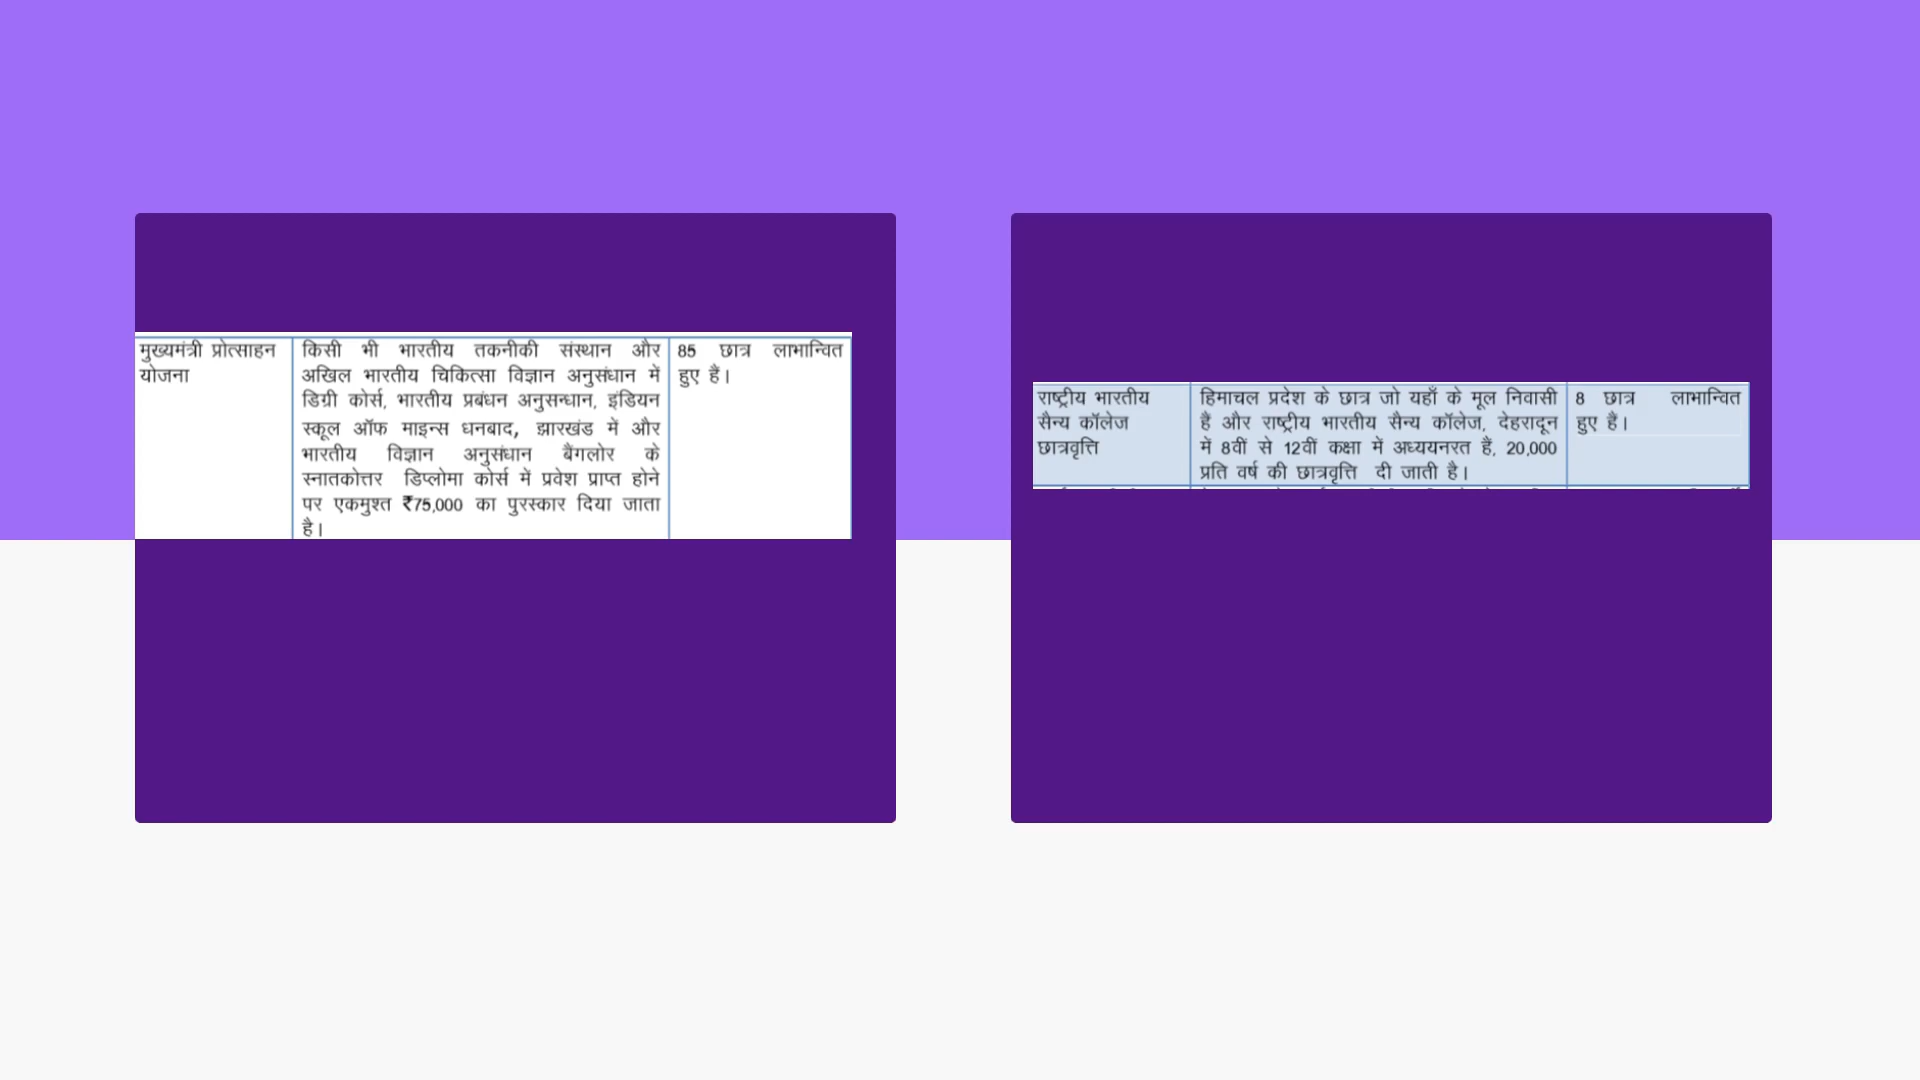 मुख्यमंत्री प्रोत्साहन
योजना
किसी भी भारतीय तकनीकी संस्थान और
अखिल भारतीय चिकित्सा विज्ञान अनुसंधान में
डिग्री कोर्स, भारतीय प्रबंधन अनुसन्धान, इंडियन
स्कूल ऑफ माइन्स धनबाद, झारखंड में और
भारतीय विज्ञान अनुसंधान बैंगलोर के
स्नातकोत्तर डिप्लोमा कोर्स में प्रवेश प्राप्त होने
पर एकमुश्त ₹75,000 का पुरस्कार दिया जाता
है।
85 छात्र लाभान्वित
हुए हैं।
राष्ट्रीय भारतीय
सैन्य कॉलेज
छात्रवृत्ति
हिमाचल प्रदेश के छात्र जो यहाँ के मूल निवासी
हैं और राष्ट्रीय भारतीय सैन्य कॉलेज, देहरादून
में 8वीं से 12वीं कक्षा में अध्ययनरत हैं, 20,000
प्रति वर्ष की छात्रवृत्ति दी जाती है।
8 छात्र लाभान्वित
हुए हैं।